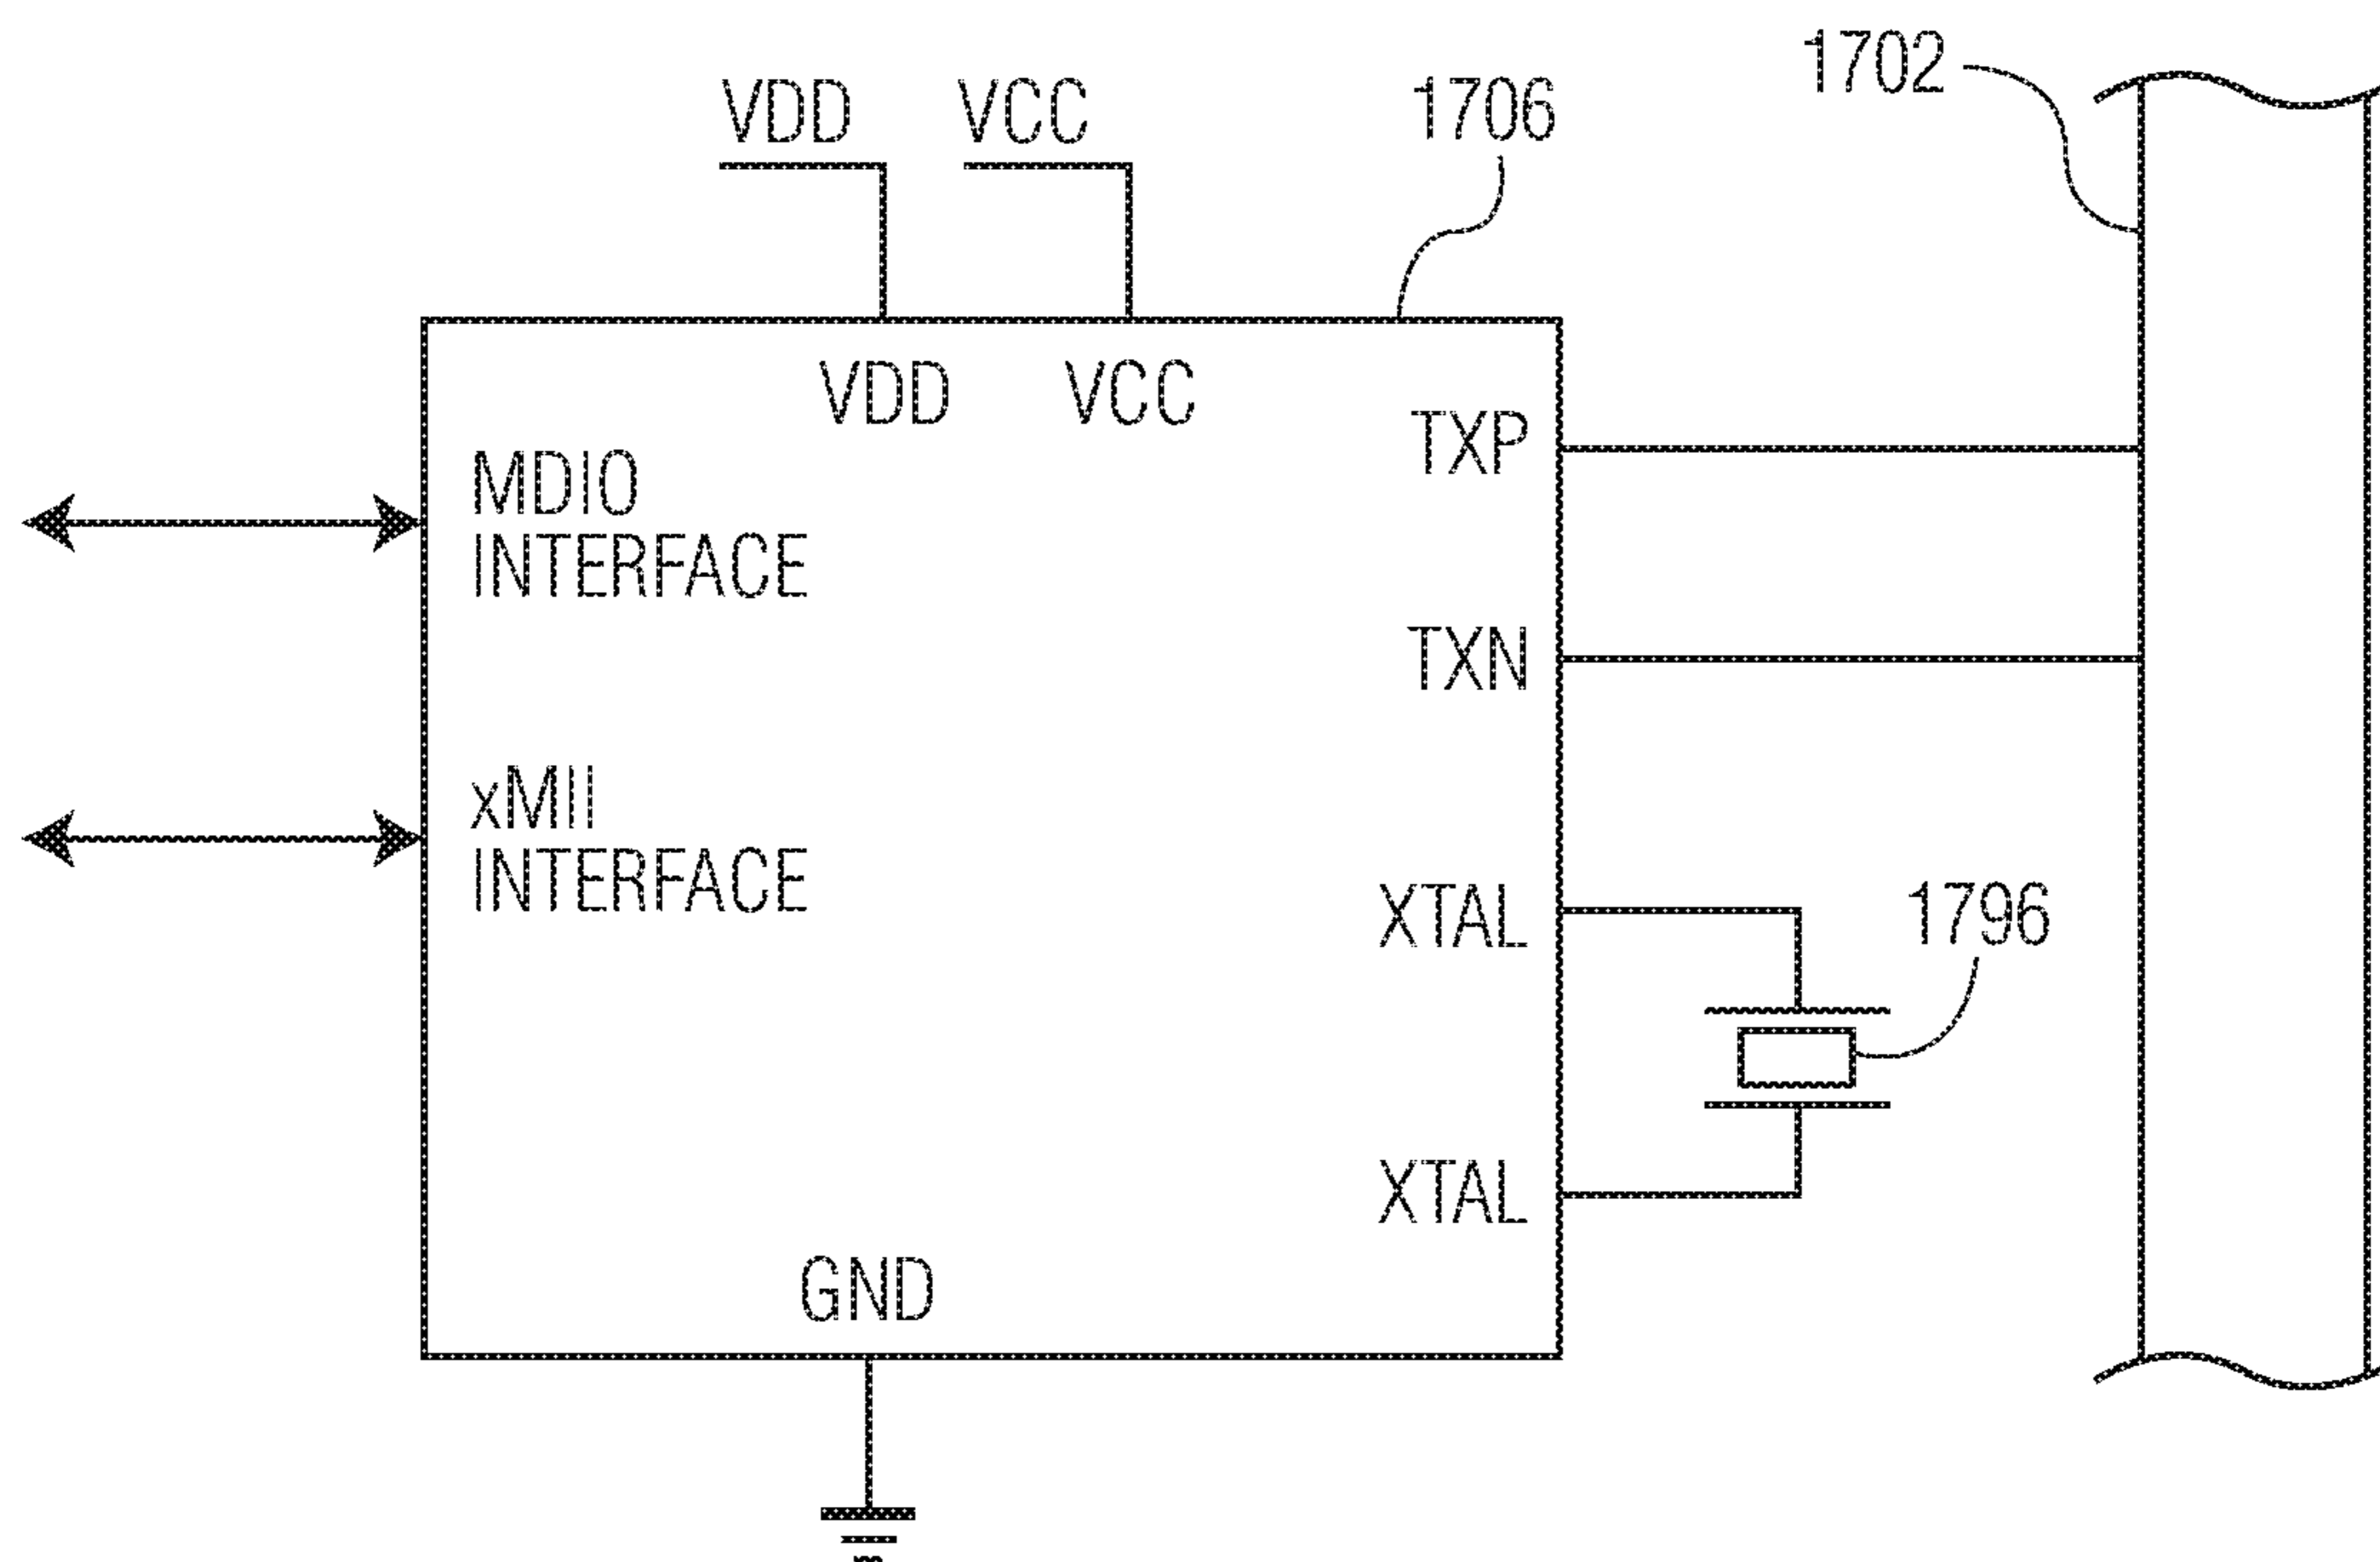 1702
VDD VCC 1706
VDD VCC
TXP
MDIO
INTERFACE
TXN
xMII
INTERFACE
XTAL 1796
XTAL
GND